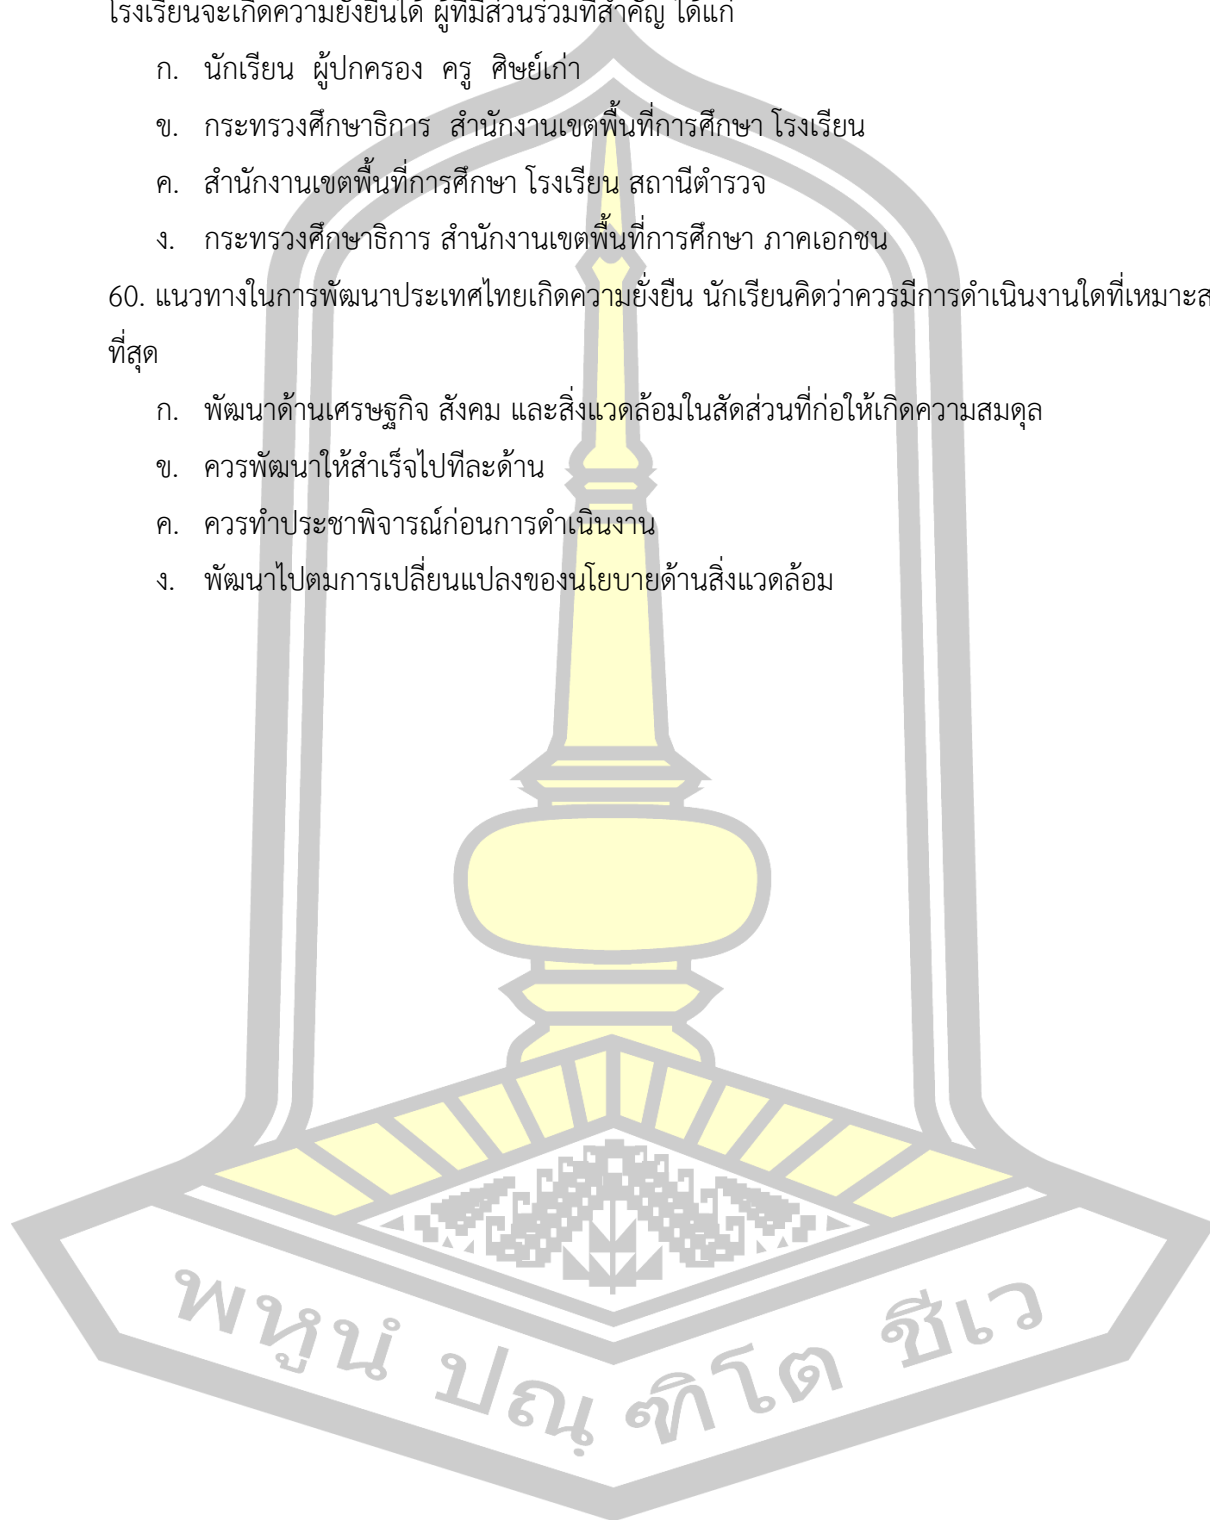 โรงเรียนจะเกิดความยั่งยืนได้ ผู้ที่มีส่วนร่วมที่สำคัญ ได้แก่
ก. นักเรียน ผู้ปกครอง ครู ศิษย์เก่า
ข. กระทรวงศึกษาธิการ สำนักงานเขตพื้นที่การศึกษา โรงเรียน
ค. สำนักงานเขตพื้นที่การศึกษา โรงเรียน สถานีตำรวจ
ง. กระทรวงศึกษาธิการ สำนักงานเขตพื้นที่การศึกษา ภาคเอกชน
60. แนวทางในการพัฒนาประเทศไทยเกิดความยั่งยืน นักเรียนคิดว่าควรมีการดำเนินงานใดที่เหมาะส
ที่สุด
ก. พัฒนาด้านเศรษฐกิจ สังคม และสิ่งแวดล้อมในสัดส่วนที่ก่อให้เกิดความสมดุล
ข. ควรพัฒนาให้สำเร็จไปทีละด้าน
ค. ควรทำประชาพิจารณ์ก่อนการดำเนินงาน
ง. พัฒนาไปตมการเปลี่ยนแปลงของนโยบายด้านสิ่งแวดล้อม
พหูนํ ปณฺฑิโต ชีเว